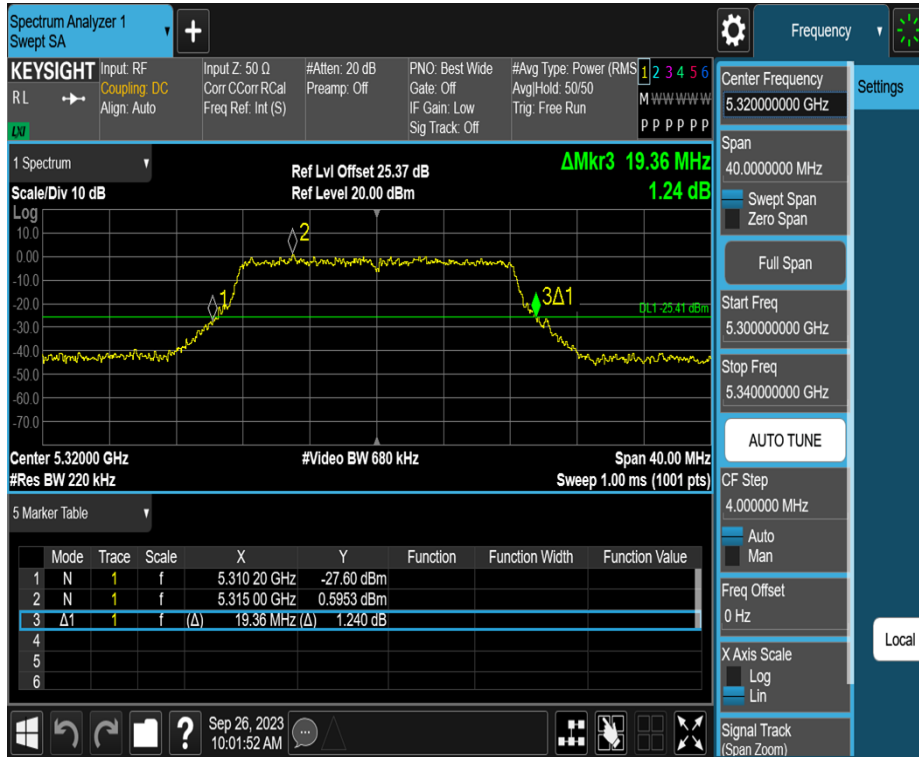 Spectrum Analyzer 1
Swept SA
+
Frequency
KEYSIGHT
R L
LXI
Input: RF
Coupling: DC
Align: Auto
Input Z: 50 Ω
Corr CCorr RCal
Freq Ref: Int (S)
#Atten: 20 dB
Preamp: Off
PNO: Best Wide
Gate: Off
IF Gain: Low
Sig Track: Off
#Avg Type: Power (RMS
Avg|Hold: 50/50
Trig: Free Run
1 2 3 4 5 6
M W W W W W
P P P P P P
1 Spectrum
Scale/Div 10 dB
Ref Lvl Offset 25.37 dB
Ref Level 20.00 dBm
ΔMkr3 19.36 MHz
1.24 dB
Log
10.0
0.00
-10.0
-20.0
-30.0
-40.0
-50.0
-60.0
-70.0
2
1
3Δ1
DL1 -25.41 dBm
Center 5.32000 GHz
#Video BW 680 kHz
Span 40.00 MHz
#Res BW 220 kHz
Sweep 1.00 ms (1001 pts)
5 Marker Table
Mode Trace Scale X Y Function Function Width Function Value
1 N 1 f 5.310 20 GHz -27.60 dBm
2 N 1 f 5.315 00 GHz 0.5953 dBm
3 Δ1 1 f (Δ) 19.36 MHz (Δ) 1.240 dB
4
5
6
?
Sep 26, 2023
10:01:52 AM
Center Frequency
5.320000000 GHz
Span
40.0000000 MHz
Swept Span
Zero Span
Full Span
Start Freq
5.300000000 GHz
Stop Freq
5.340000000 GHz
AUTO TUNE
CF Step
4.000000 MHz
Auto
Man
Freq Offset
0 Hz
X Axis Scale
Log
Lin
Signal Track
(Span Zoom)
Settings
Local